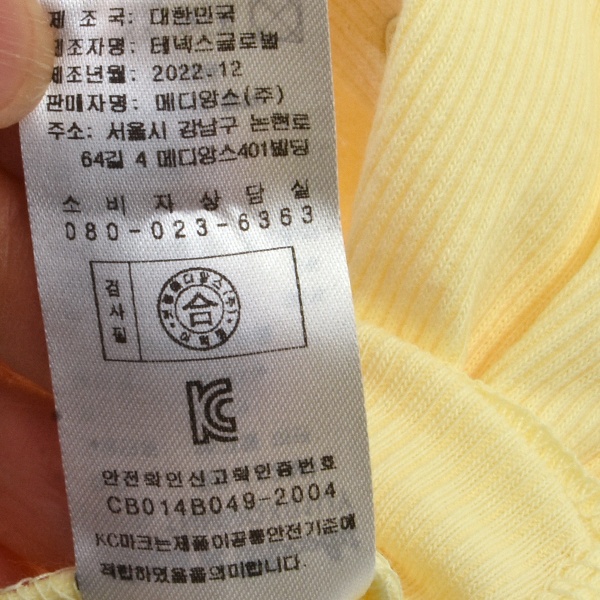 제 조 국: 대한민국
제조자명: 테넥스글로벌
제조년월: 2022.12
판매자명: 메디앙스(주)
주소: 서울시 강남구 논현로
64길 4 메디앙스401빌딩
소 비 자 상 담 실
080-023-6363
검사필
합
KC
안전확인신고확인증번호
CB014B049-2004
KC마크는제품이공통안전기준에
적합하였음을의미합니다.